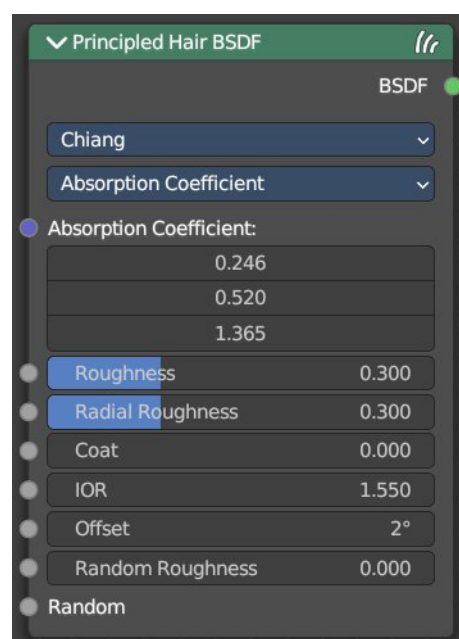 Principled Hair BSDF
BSDF
Chiang
Absorption Coefficient
Absorption Coefficient:
0.246
0.520
1.365
Roughness 0.300
Radial Roughness 0.300
Coat 0.000
IOR 1.550
Offset 2°
Random Roughness 0.000
Random